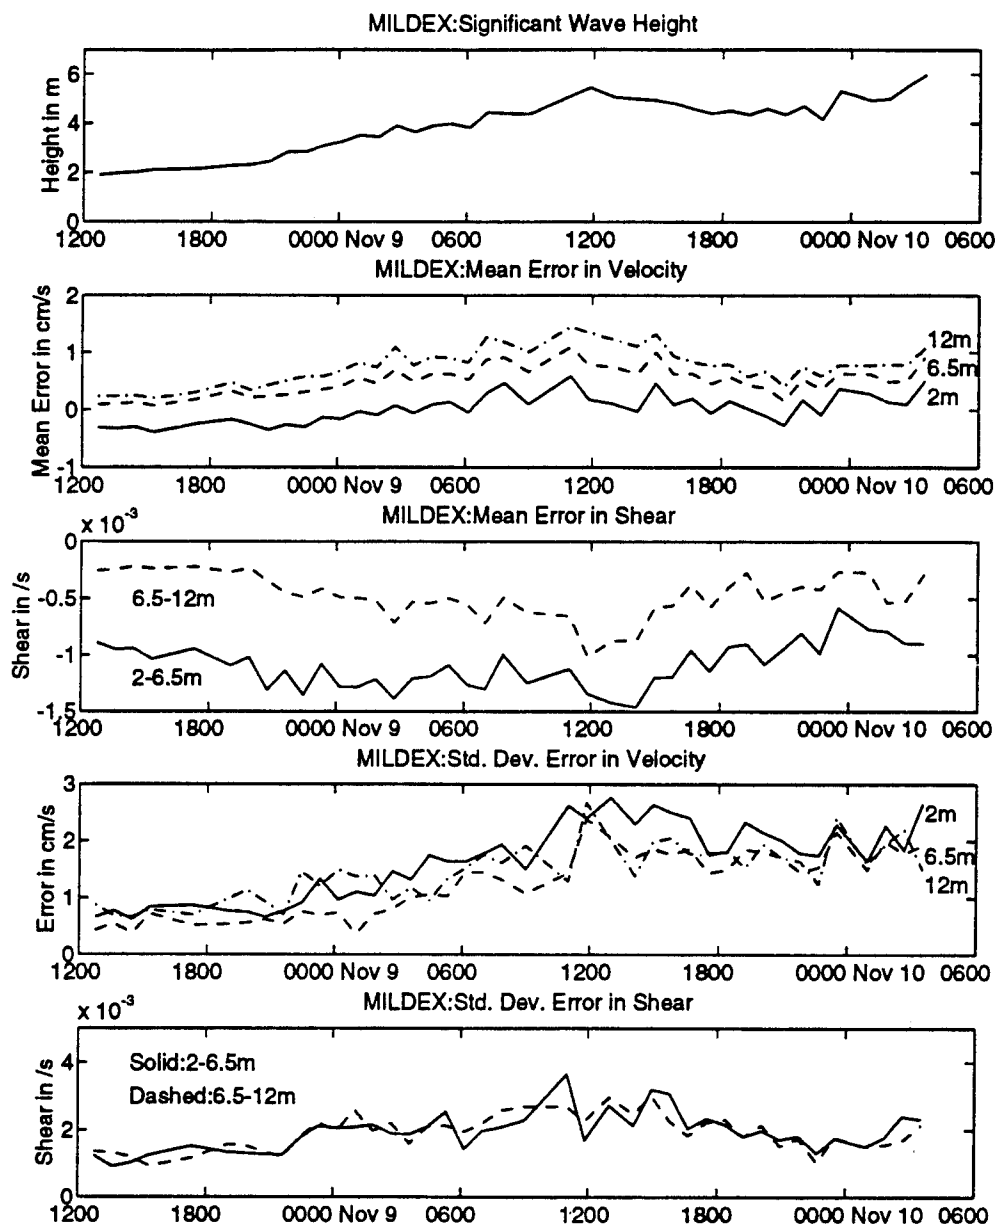 MILDEX:Significant Wave Height
Height in m
6
4
2
0
1200 1800 0000 Nov 9 0600 1200 1800 0000 Nov 10 0600
MILDEX:Mean Error in Velocity
Mean Error in cm/s
2
1
0
-1
12m
6.5m
2m
1200 1800 0000 Nov 9 0600 1200 1800 0000 Nov 10 0600
x 10-3
MILDEX:Mean Error in Shear
Shear in /s
0
-0.5
-1
-1.5
6.5-12m
2-6.5m
1200 1800 0000 Nov 9 0600 1200 1800 0000 Nov 10 0600
MILDEX:Std. Dev. Error in Velocity
Error in cm/s
3
2
1
0
2m
6.5m
12m
1200 1800 0000 Nov 9 0600 1200 1800 0000 Nov 10 0600
x 10-3
MILDEX:Std. Dev. Error in Shear
Shear in /s
4
2
0
Solid:2-6.5m
Dashed:6.5-12m
1200 1800 0000 Nov 9 0600 1200 1800 0000 Nov 10 0600